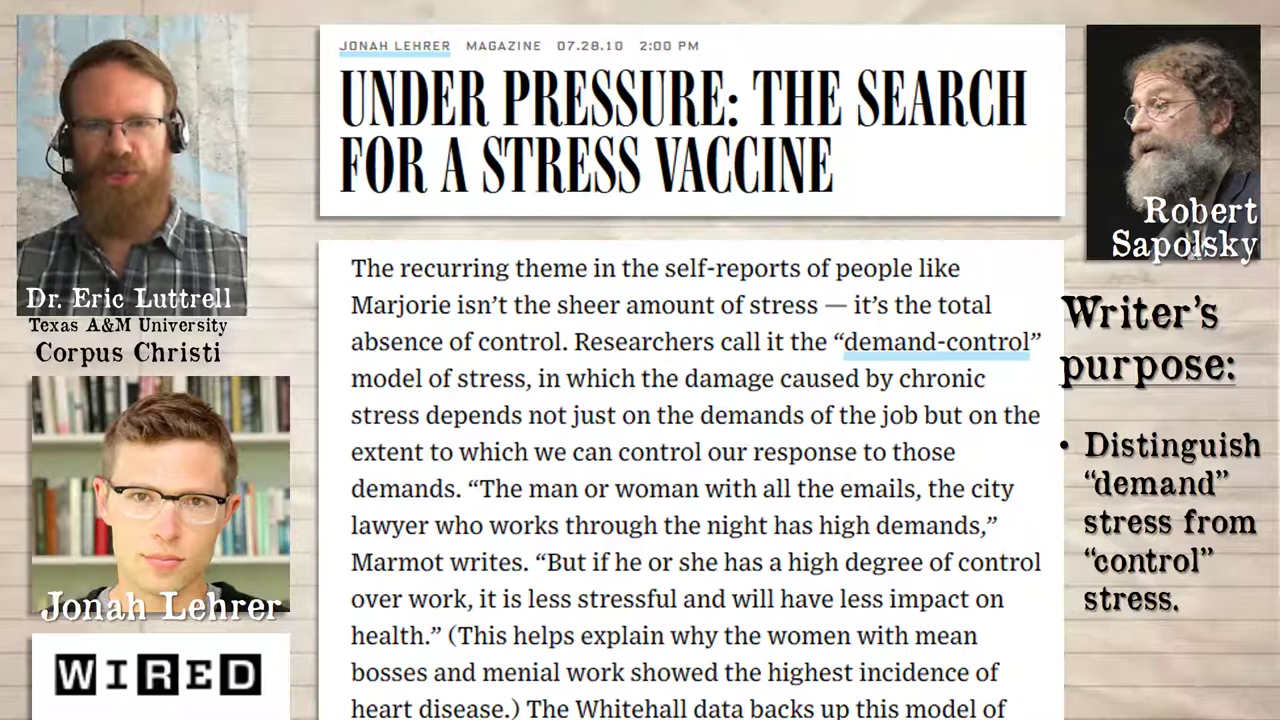 JONAH LEHRER MAGAZINE 07.28.10 2:00 PM
UNDER PRESSURE: THE SEARCH
FOR A STRESS VACCINE
The recurring theme in the self-reports of people like
Marjorie isn’t the sheer amount of stress — it’s the total
absence of control. Researchers call it the “demand-control”
model of stress, in which the damage caused by chronic
stress depends not just on the demands of the job but on the
extent to which we can control our response to those
demands. “The man or woman with all the emails, the city
lawyer who works through the night has high demands,”
Marmot writes. “But if he or she has a high degree of control
over work, it is less stressful and will have less impact on
health.” (This helps explain why the women with mean
bosses and menial work showed the highest incidence of
heart disease.) The Whitehall data backs up this model of
Dr. Eric Luttrell
Texas A&M University
Corpus Christi
Jonah Lehrer
WIRED
Robert
Sapolsky
Writer’s
purpose:
• Distinguish
“demand”
stress from
“control”
stress.